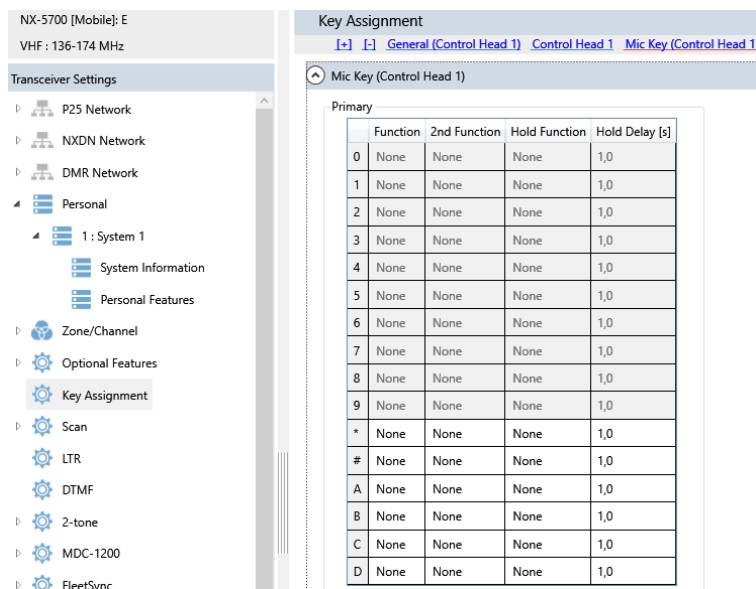 NX-5700 [Mobile]: E
VHF : 136-174 MHz
Transceiver Settings
P25 Network
NXDN Network
DMR Network
Personal
1 : System 1
System Information
Personal Features
Zone/Channel
Optional Features
Key Assignment
Scan
LTR
DTMF
2-tone
MDC-1200
FleetSync
Key Assignment
[+] [-] General (Control Head 1) Control Head 1 Mic Key (Control Head 1
Mic Key (Control Head 1)
Primary
Function 2nd Function Hold Function Hold Delay [s]
0 None None None 1,0
1 None None None 1,0
2 None None None 1,0
3 None None None 1,0
4 None None None 1,0
5 None None None 1,0
6 None None None 1,0
7 None None None 1,0
8 None None None 1,0
9 None None None 1,0
* None None None 1,0
# None None None 1,0
A None None None 1,0
B None None None 1,0
C None None None 1,0
D None None None 1,0